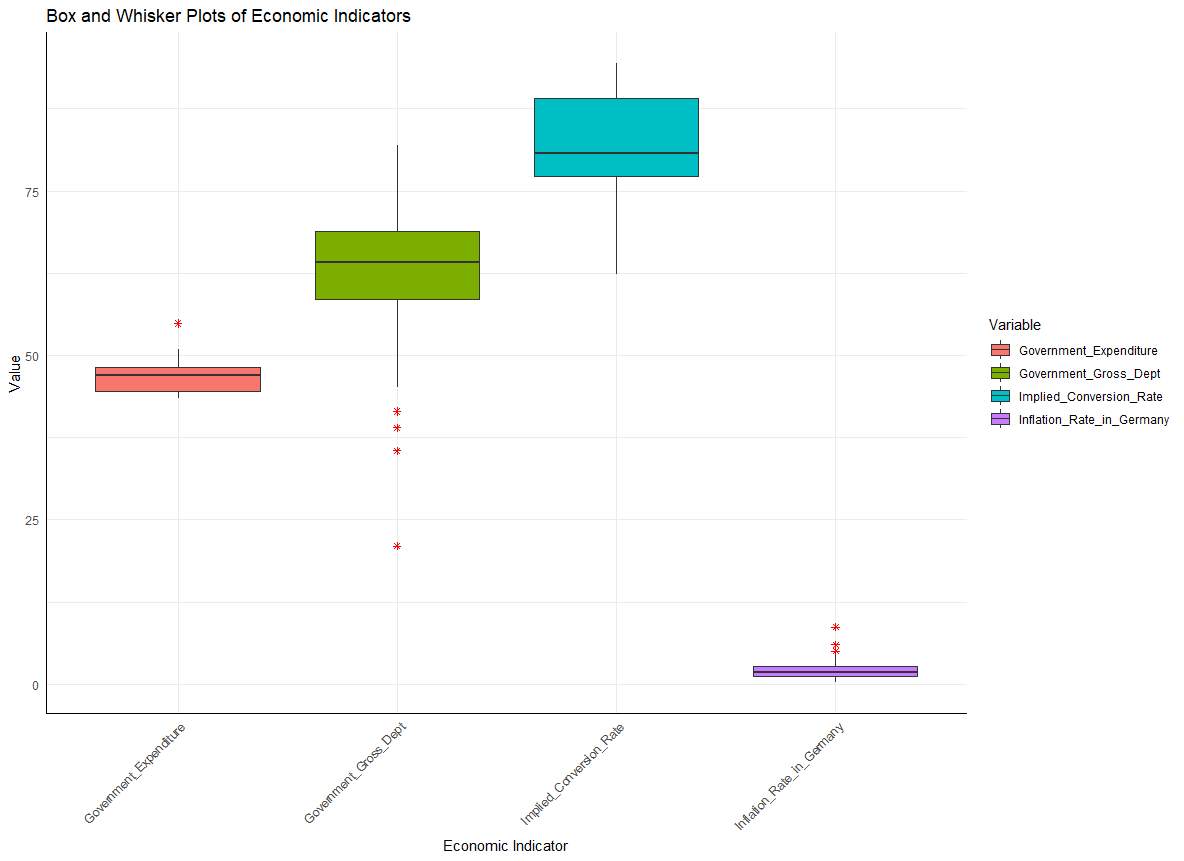 Box and Whisker Plots of Economic Indicators
Value
75
50
25
0
Government_Expenditure
Government_Gross_Dept
Implied_Conversion_Rate
Inflation_Rate_in_Germany
Economic Indicator
Variable
Government_Expenditure
Government_Gross_Dept
Implied_Conversion_Rate
Inflation_Rate_in_Germany